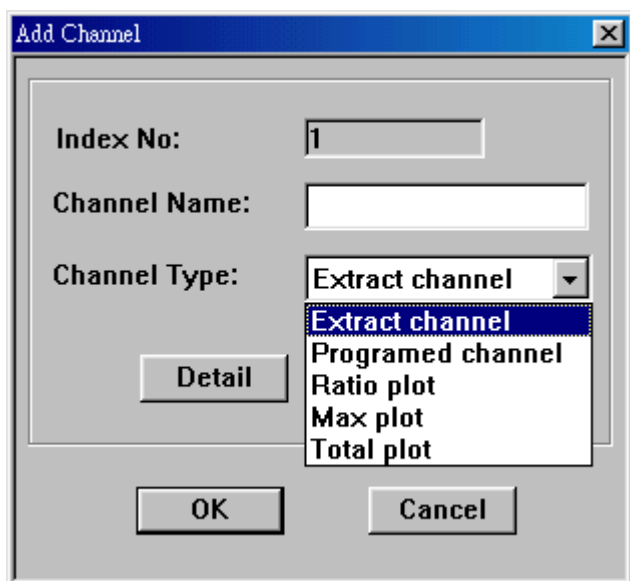 Add Channel
Index No:
1
Channel Name:
Channel Type:
Extract channel
Extract channel
Programed channel
Ratio plot
Max plot
Total plot
Detail
OK
Cancel